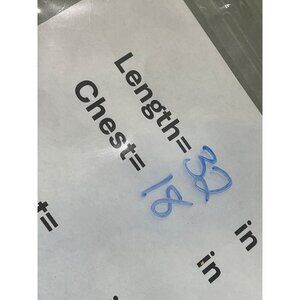 Length= 32 in
Chest= 18 in
t=